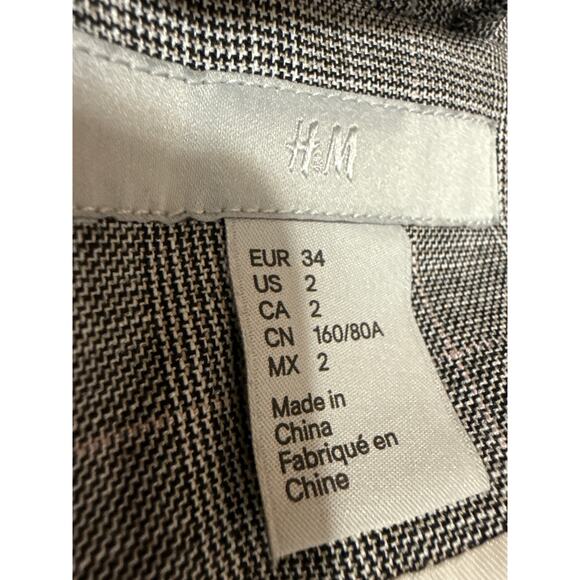 H&M
EUR 34
US 2
CA 2
CN 160/80A
MX 2
Made in
China
Fabriqué en
Chine